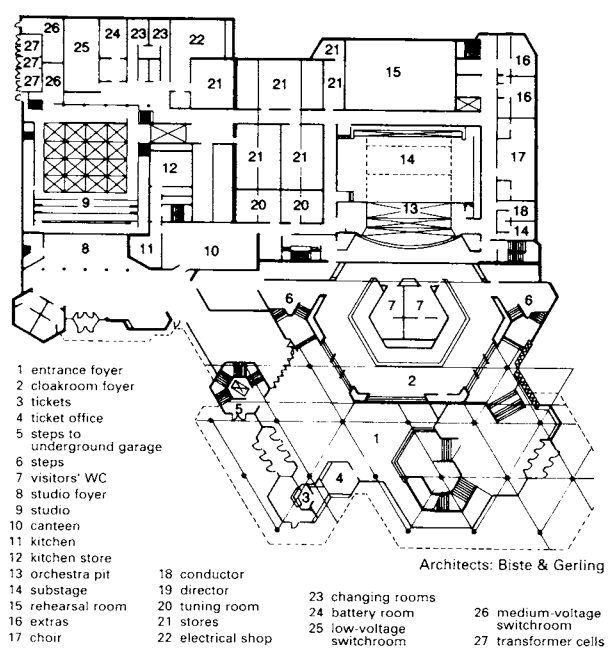 26
24
23
23
22
27
25
27
27
26
21
21
21
21
15
16
16
12
21
21
14
17
9
20
20
13
18
14
8
11
10
6
7
7
6
2
5
1
4
3
1 entrance foyer
2 cloakroom foyer
3 tickets
4 ticket office
5 steps to
underground garage
6 steps
7 visitors' WC
8 studio foyer
9 studio
10 canteen
11 kitchen
12 kitchen store
13 orchestra pit
14 substage
15 rehearsal room
16 extras
17 choir
18 conductor
19 director
20 tuning room
21 stores
22 electrical shop
Architects: Biste & Gerling
23 changing rooms
24 battery room
25 low-voltage
switchroom
26 medium-voltage
switchroom
27 transformer cells